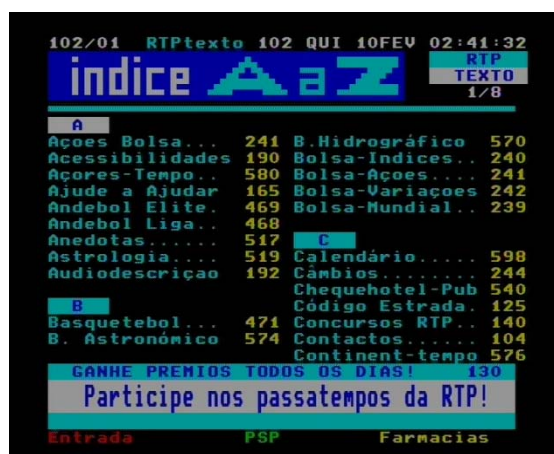 102/01 RTPtexto 102 QUI 10FEV 02:41:32
indice A a Z
RTP
TEXTO
1/8
A
Açoes Bolsa... 241
Acessibilidades 190
Açores-Tempo.. 580
Ajude a Ajudar 165
Andebol Elite. 469
Andebol Liga.. 468
Anedotas...... 517
Astrologia.... 519
Audiodescriçao 192
B
Basquetebol... 471
B. Astronómico 574
B.Hidrográfico 570
Bolsa-Indices.. 240
Bolsa-Açoes.... 241
Bolsa-Variaçoes 242
Bolsa-Mundial.. 239
C
Calendário..... 598
Câmbios........ 244
Chequehotel-Pub 540
Código Estrada. 125
Concursos RTP.. 140
Contactos...... 104
Continent-tempo 576
GANHE PREMIOS TODOS OS DIAS! 130
Participe nos passatempos da RTP!
Entrada PSP Farmacias